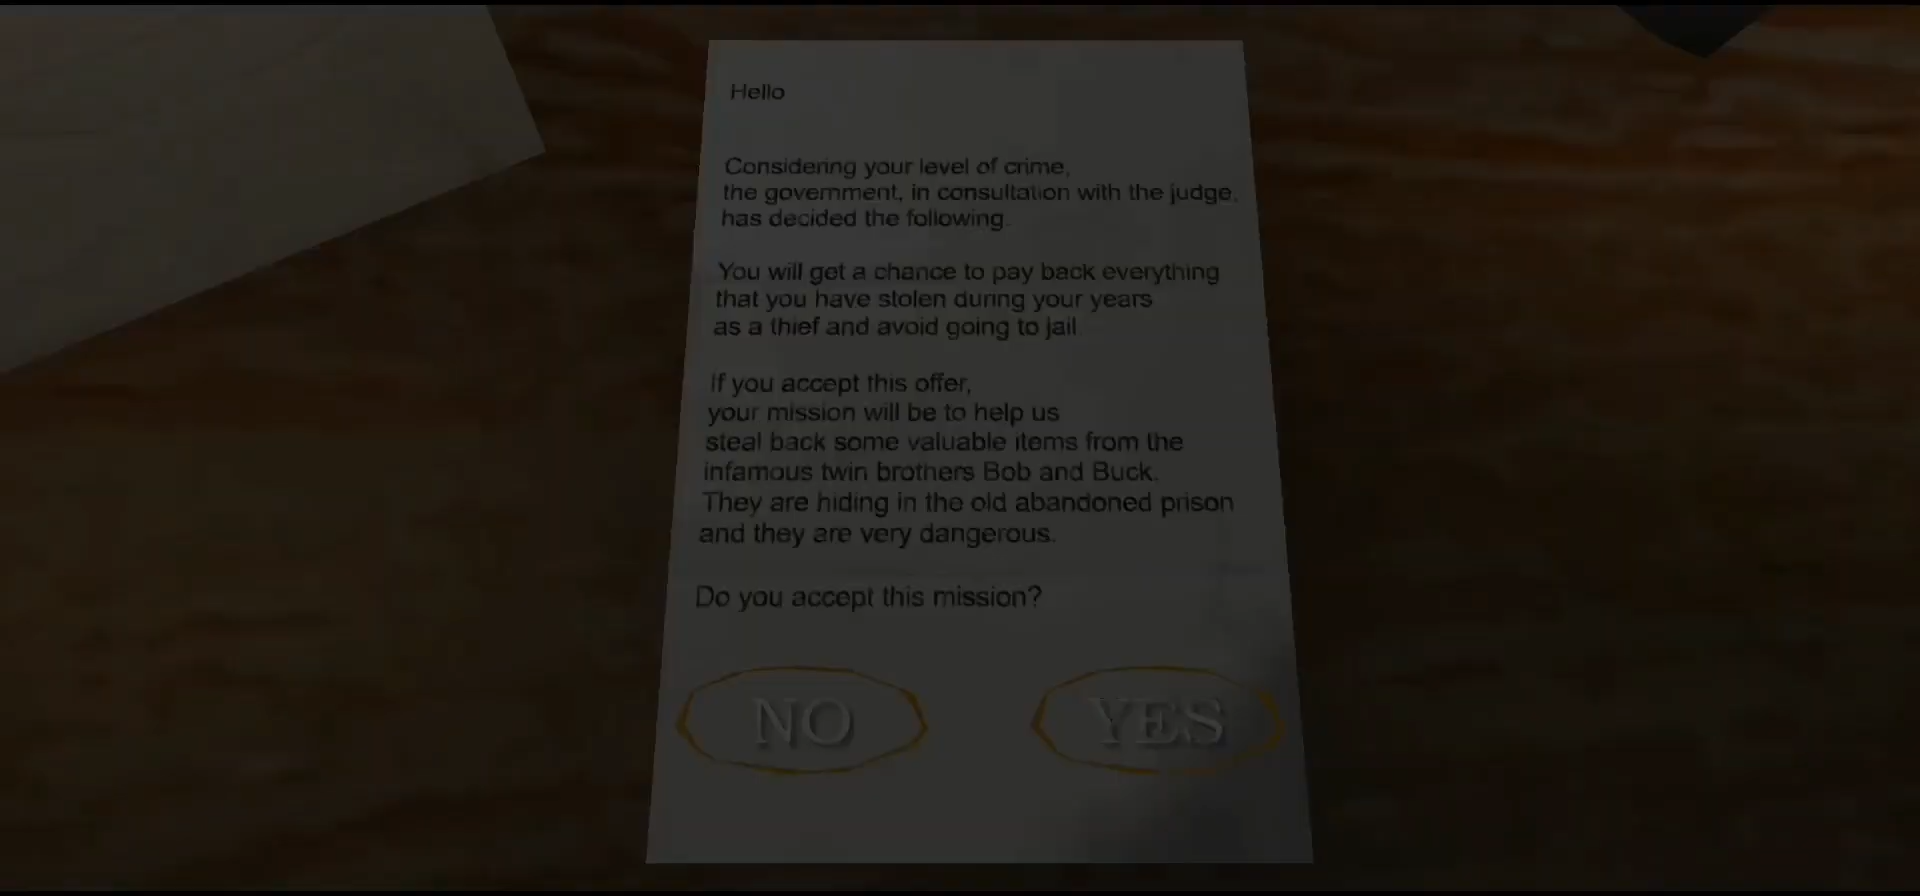 Hello
Considering your level of crime,
the government, in consultation with the judge,
has decided the following.
You will get a chance to pay back everything
that you have stolen during your years
as a thief and avoid going to jail
If you accept this offer,
your mission will be to help us
steal back some valuable items from the
infamous twin brothers Bob and Buck.
They are hiding in the old abandoned prison
and they are very dangerous.
Do you accept this mission?
NO YES